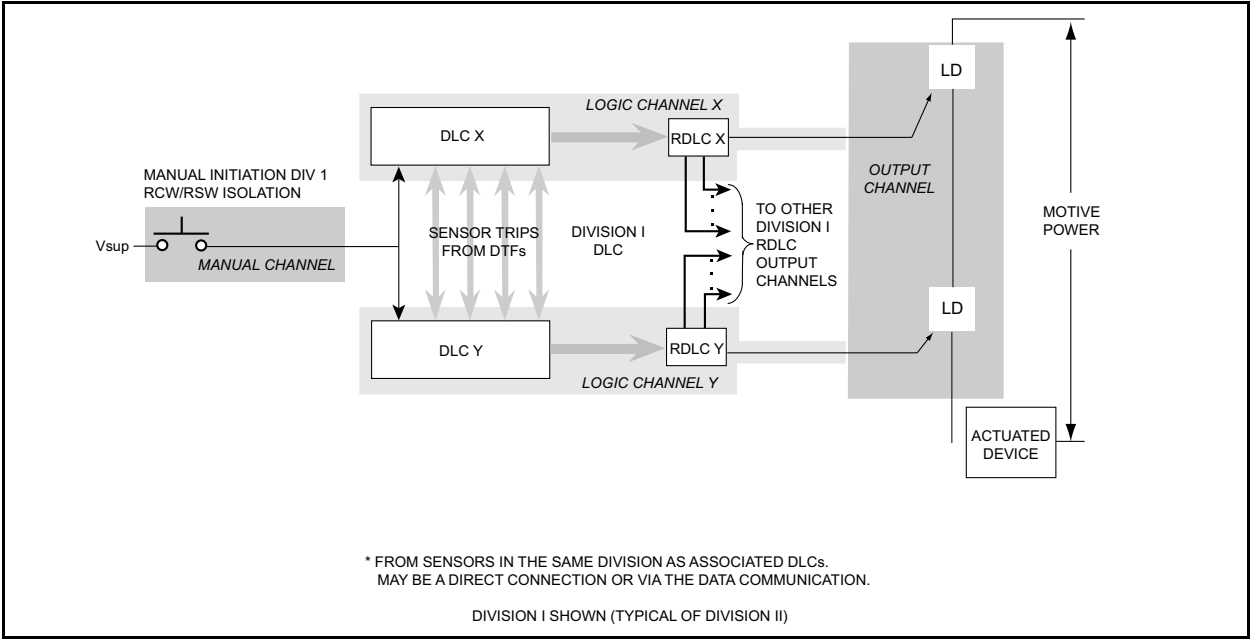 LD
LOGIC CHANNEL X
DLC X
RDLC X
MANUAL INITIATION DIV 1
RCW/RSW ISOLATION
OUTPUT
CHANNEL
Vsup
MANUAL CHANNEL
SENSOR TRIPS
FROM DTFs
DIVISION I
DLC
TO OTHER
DIVISION I
RDLC
OUTPUT
CHANNELS
MOTIVE
POWER
LD
DLC Y
RDLC Y
LOGIC CHANNEL Y
ACTUATED
DEVICE
* FROM SENSORS IN THE SAME DIVISION AS ASSOCIATED DLCs.
MAY BE A DIRECT CONNECTION OR VIA THE DATA COMMUNICATION.
DIVISION I SHOWN (TYPICAL OF DIVISION II)